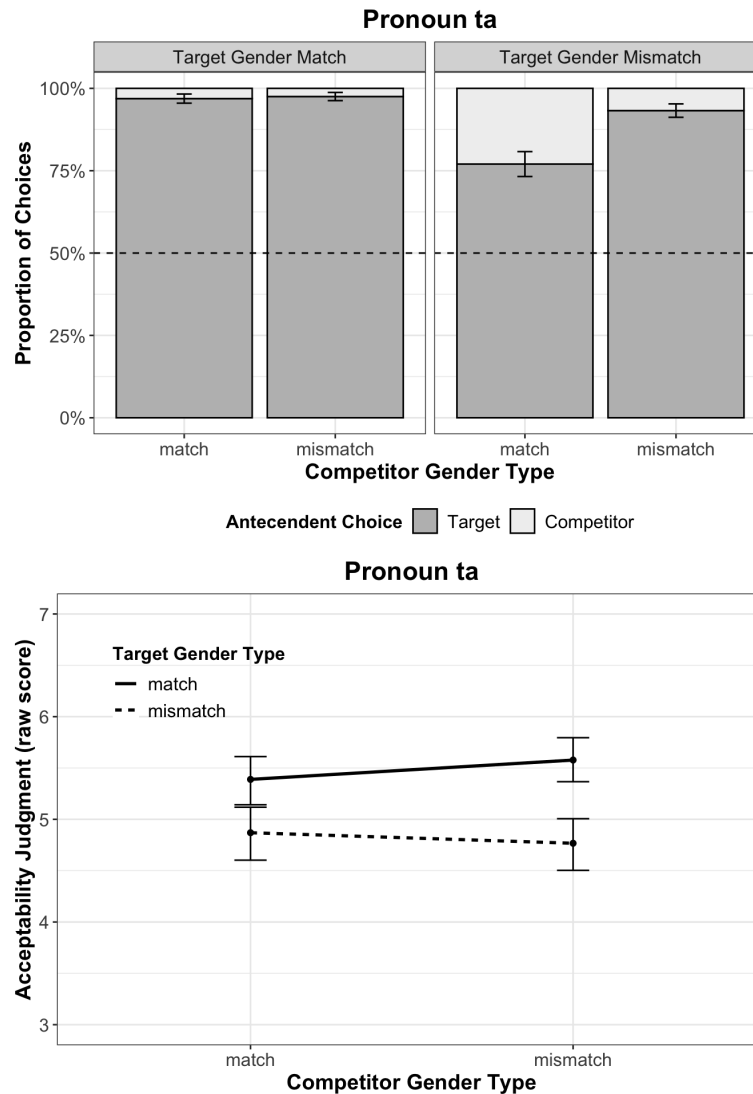 Pronoun ta
Target Gender Match
Target Gender Mismatch
100%
75%
50%
25%
0%
Proportion of Choices
match
mismatch
match
mismatch
Competitor Gender Type
Antecendent Choice Target Competitor
Pronoun ta
7
6
5
4
3
Acceptability Judgment (raw score)
Target Gender Type
match
mismatch
match
mismatch
Competitor Gender Type